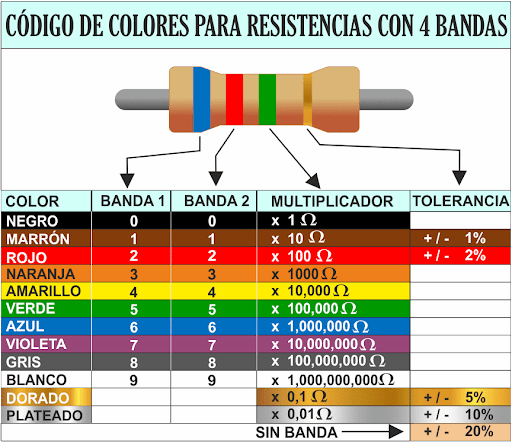 CÓDIGO DE COLORES PARA RESISTENCIAS CON 4 BANDAS
COLOR BANDA 1 BANDA 2 MULTIPLICADOR TOLERANCIA
NEGRO 0 0 x 1 Ω
MARRÓN 1 1 x 10 Ω +/- 1%
ROJO 2 2 x 100 Ω +/- 2%
NARANJA 3 3 x 1000 Ω
AMARILLO 4 4 x 10,000 Ω
VERDE 5 5 x 100,000 Ω
AZUL 6 6 x 1,000,000 Ω
VIOLETA 7 7 x 10,000,000 Ω
GRIS 8 8 x 100,000,000 Ω
BLANCO 9 9 x 1,000,000,000 Ω
DORADO x 0,1 Ω +/- 5%
PLATEADO x 0,01 Ω +/- 10%
SIN BANDA +/- 20%